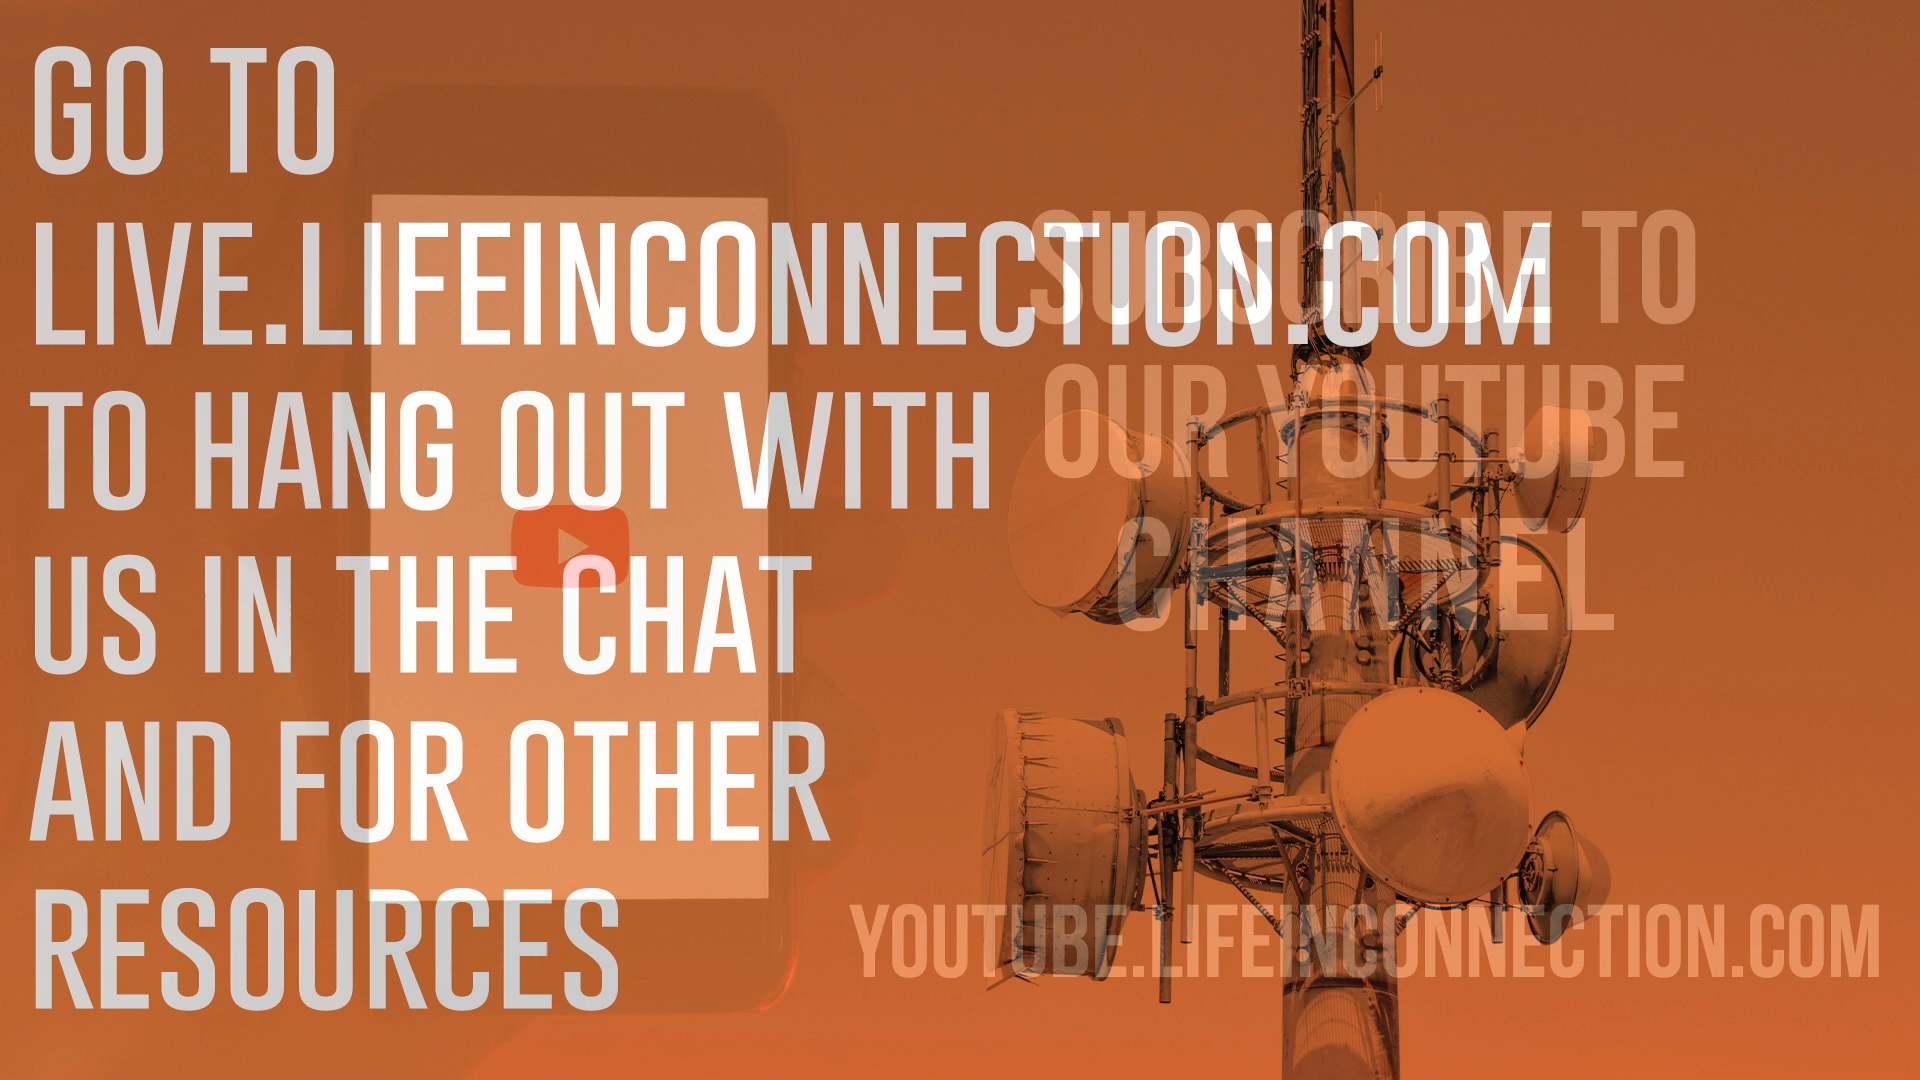 GO TO
LIVE.LIFEINCONNECTION.COM
TO HANG OUT WITH
US IN THE CHAT
AND FOR OTHER
RESOURCES
SUBSCRIBE TO
OUR YOUTUBE
CHANNEL
YOUTUBE.LIFEINCONNECTION.COM